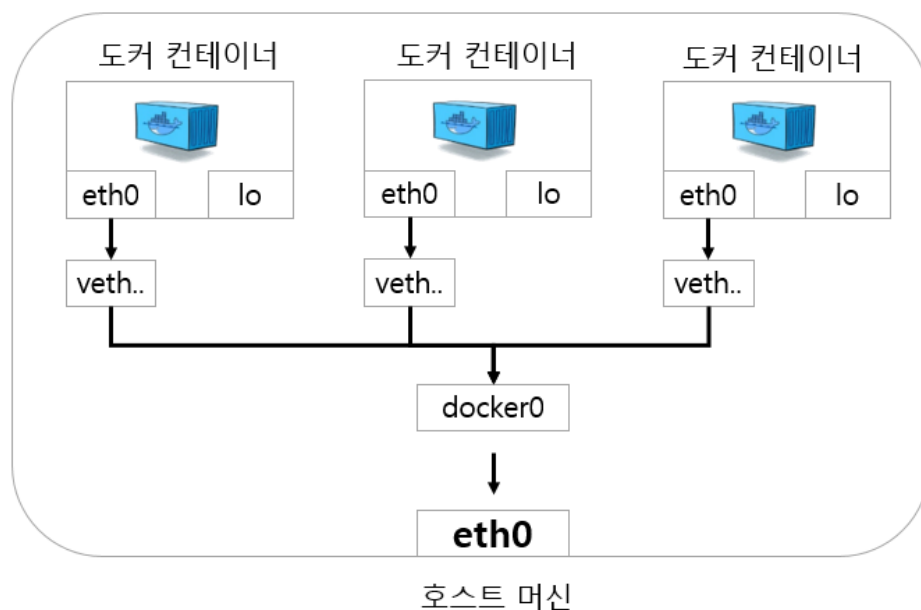 도커 컨테이너 도커 컨테이너 도커 컨테이너
eth0 lo eth0 lo eth0 lo
veth.. veth.. veth..
docker0
eth0
호스트 머신